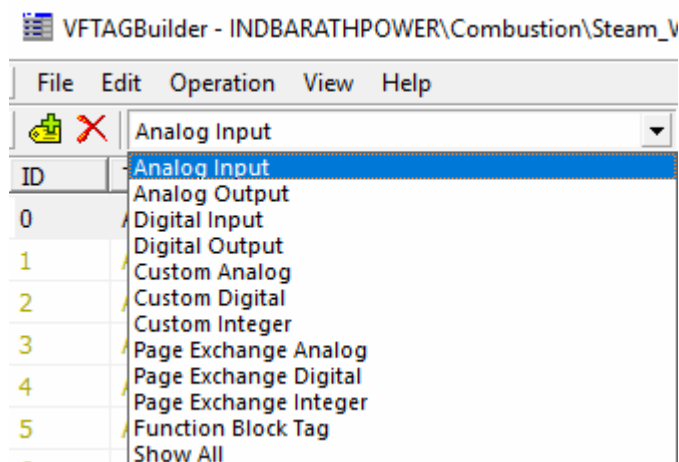 VFTAGBuilder - INDBARATHPOWER\Combustion\Steam_
File Edit Operation View Help
Analog Input
ID
Analog Input
Analog Output
0
Digital Input
Digital Output
1
Custom Analog
2
Custom Digital
Custom Integer
3
Page Exchange Analog
4
Page Exchange Digital
Page Exchange Integer
5
Function Block Tag
Show All